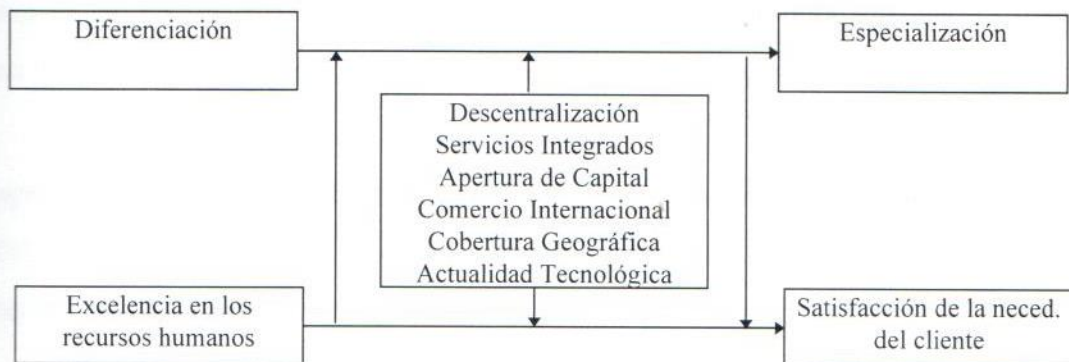 Diferenciación
Especialización
Descentralización
Servicios Integrados
Apertura de Capital
Comercio Internacional
Cobertura Geográfica
Actualidad Tecnológica
Excelencia en los
recursos humanos
Satisfacción de la neced.
del cliente